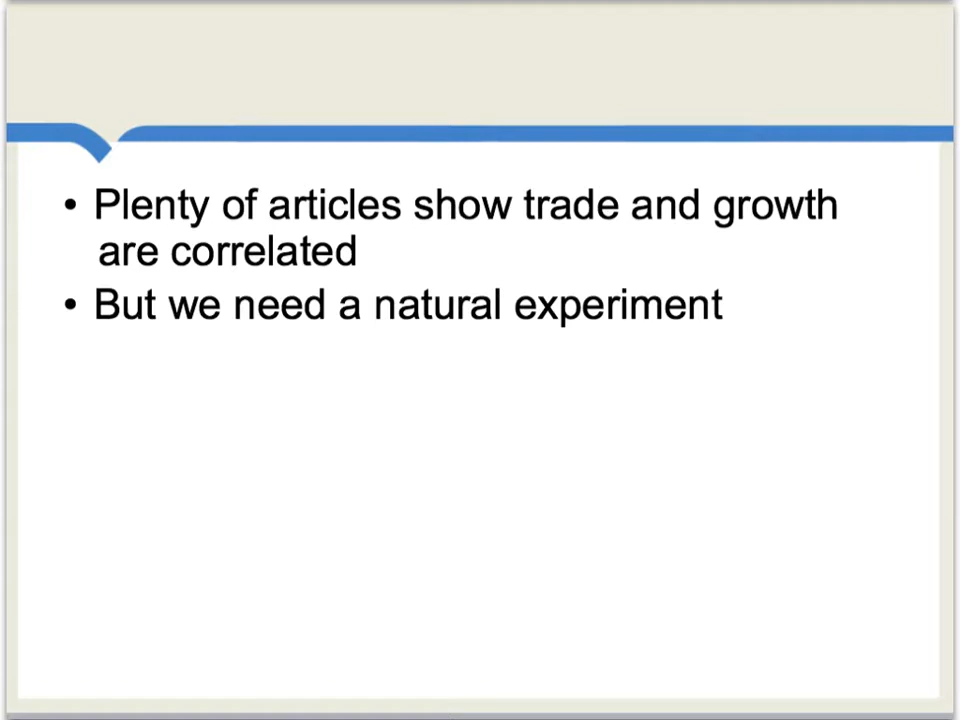 • Plenty of articles show trade and growth
are correlated
• But we need a natural experiment